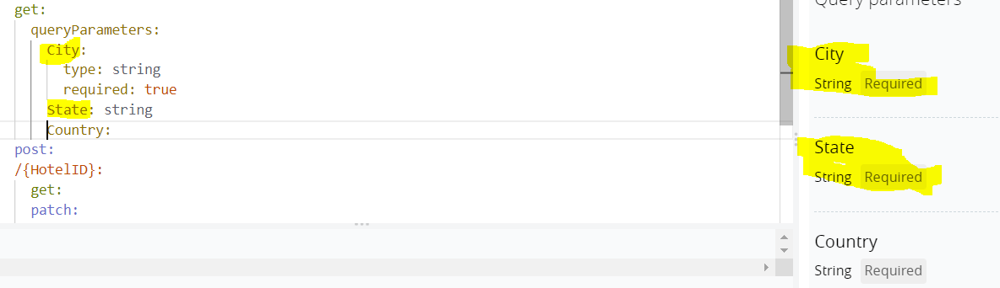 get:
queryParameters:
City:
type: string
required: true
State: string
Country:
post:
/{HotelID}:
get:
patch:
Query parameters
City
String Required
State
String Required
Country
String Required